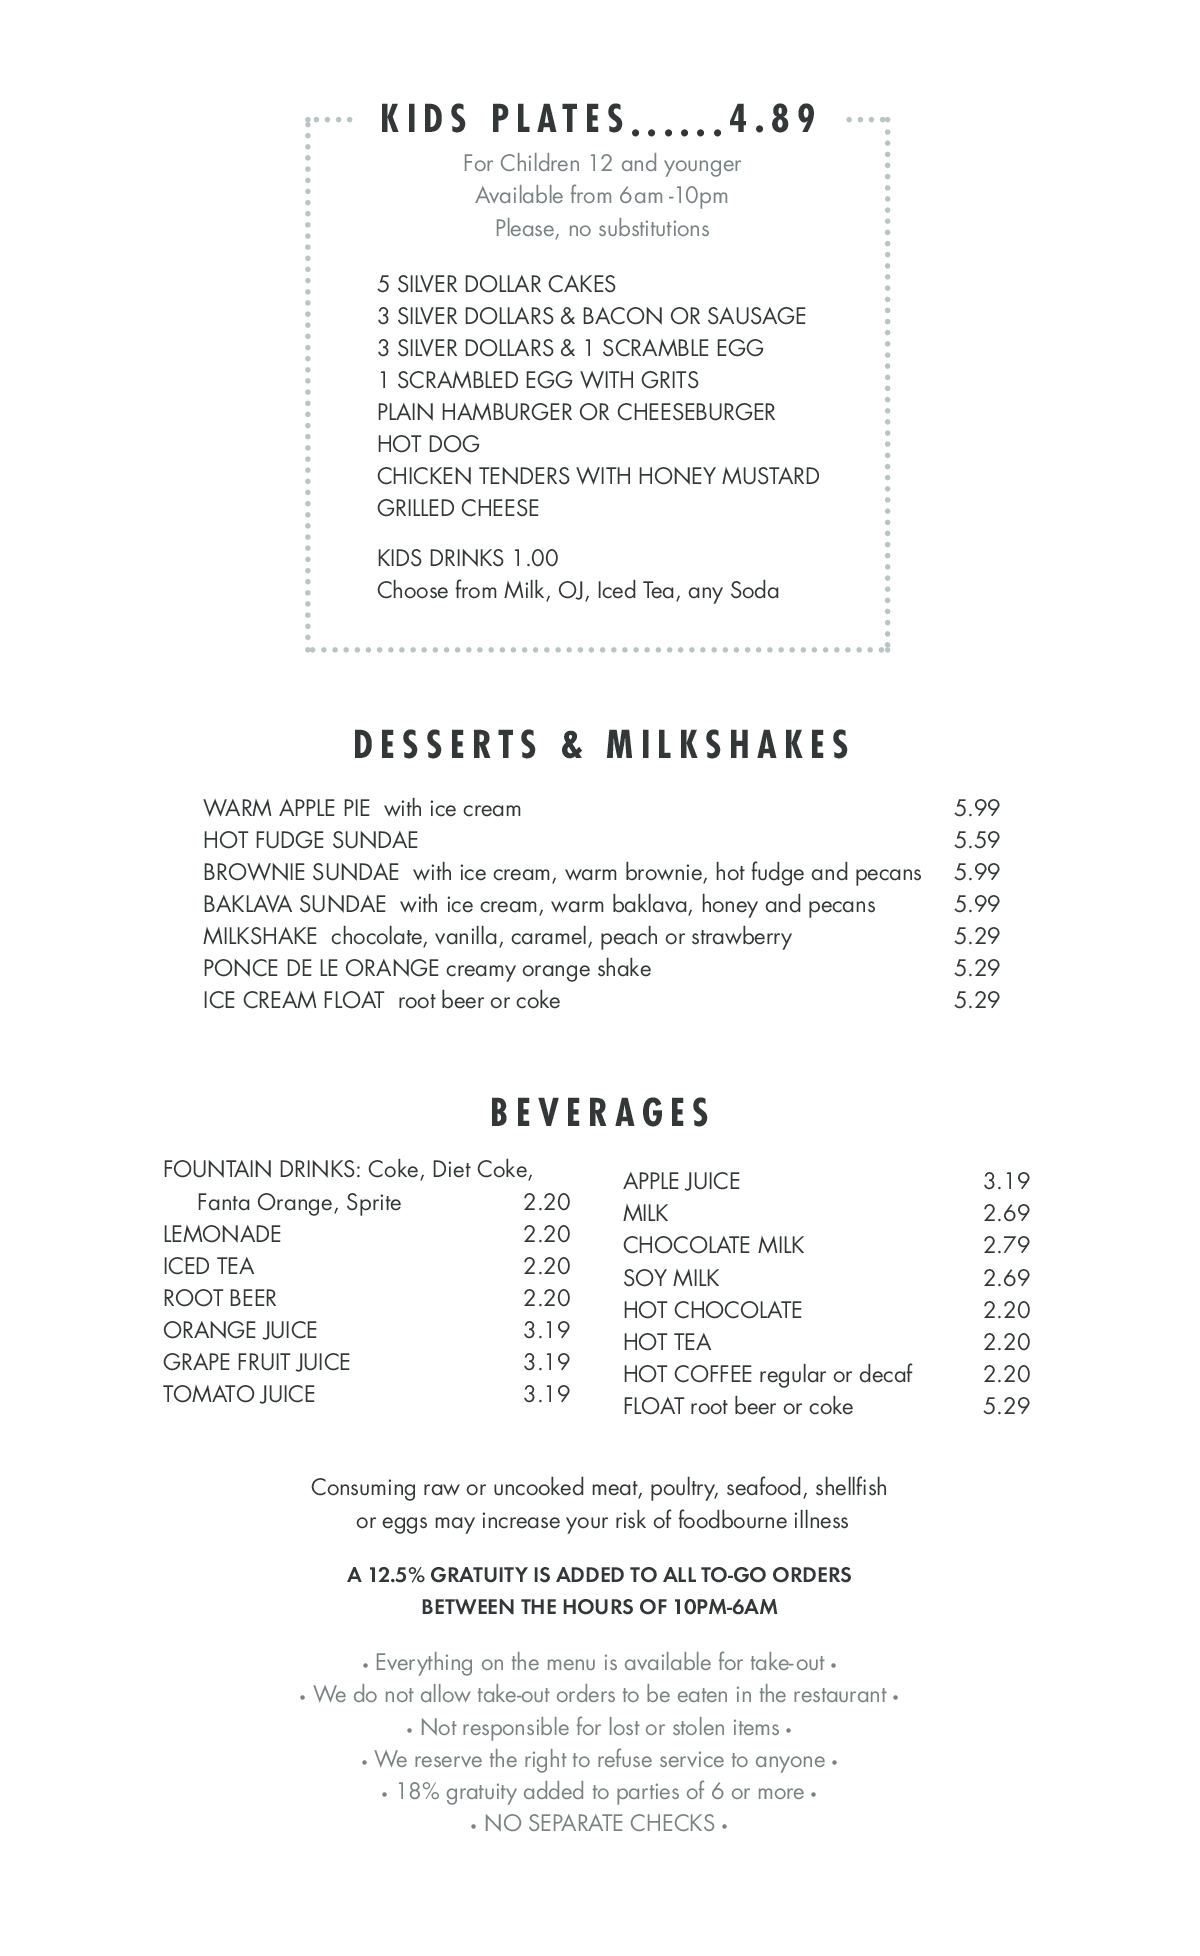 KIDS PLATES......4.89
For Children 12 and younger
Available from 6am -10pm
Please, no substitutions
5 SILVER DOLLAR CAKES
3 SILVER DOLLARS & BACON OR SAUSAGE
3 SILVER DOLLARS & 1 SCRAMBLE EGG
1 SCRAMBLED EGG WITH GRITS
PLAIN HAMBURGER OR CHEESEBURGER
HOT DOG
CHICKEN TENDERS WITH HONEY MUSTARD
GRILLED CHEESE
KIDS DRINKS 1.00
Choose from Milk, OJ, Iced Tea, any Soda
DESSERTS & MILKSHAKES
WARM APPLE PIE with ice cream 5.99
HOT FUDGE SUNDAE 5.59
BROWNIE SUNDAE with ice cream, warm brownie, hot fudge and pecans 5.99
BAKLAVA SUNDAE with ice cream, warm baklava, honey and pecans 5.99
MILKSHAKE chocolate, vanilla, caramel, peach or strawberry 5.29
PONCE DE LE ORANGE creamy orange shake 5.29
ICE CREAM FLOAT root beer or coke 5.29
BEVERAGES
FOUNTAIN DRINKS: Coke, Diet Coke,
Fanta Orange, Sprite 2.20
LEMONADE 2.20
ICED TEA 2.20
ROOT BEER 2.20
ORANGE JUICE 3.19
GRAPE FRUIT JUICE 3.19
TOMATO JUICE 3.19
APPLE JUICE 3.19
MILK 2.69
CHOCOLATE MILK 2.79
SOY MILK 2.69
HOT CHOCOLATE 2.20
HOT TEA 2.20
HOT COFFEE regular or decaf 2.20
FLOAT root beer or coke 5.29
Consuming raw or uncooked meat, poultry, seafood, shellfish
or eggs may increase your risk of foodbourne illness
A 12.5% GRATUITY IS ADDED TO ALL TO-GO ORDERS
BETWEEN THE HOURS OF 10PM-6AM
• Everything on the menu is available for take-out •
• We do not allow take-out orders to be eaten in the restaurant •
• Not responsible for lost or stolen items •
• We reserve the right to refuse service to anyone •
• 18% gratuity added to parties of 6 or more •
• NO SEPARATE CHECKS •